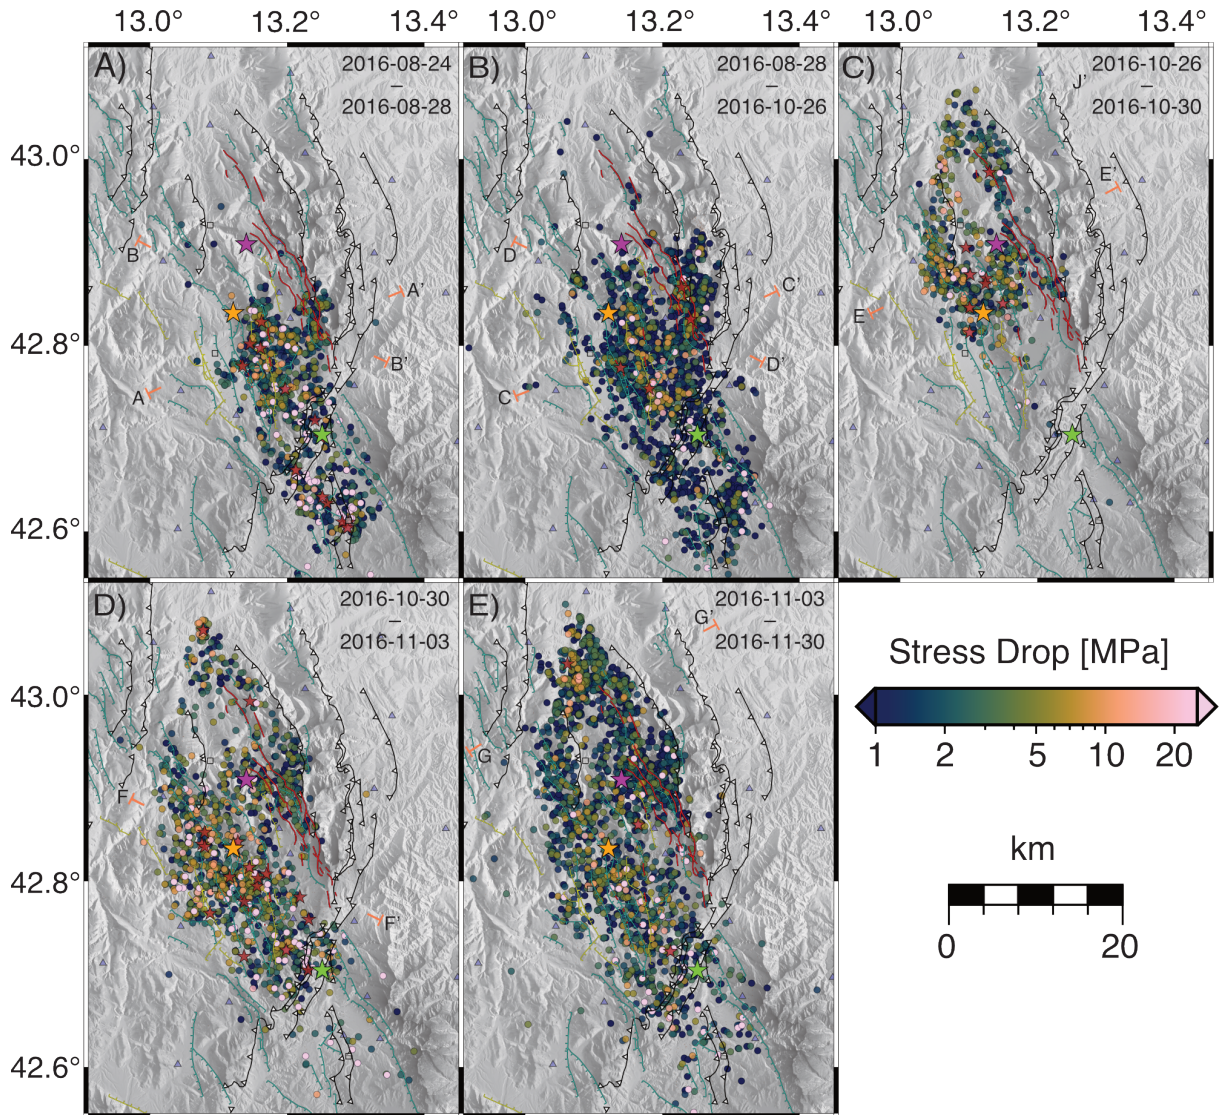 13.0° 13.2° 13.4° 13.0° 13.2° 13.4° 13.0° 13.2° 13.4°
A) 2016-08-24
–
2016-08-28
B) 2016-08-28
–
2016-10-26
C) 2016-10-26
–
2016-10-30
J'
43.0°
42.8°
42.6°
B
A'
B'
A
D
C'
D'
C
E'
E
D) 2016-10-30
–
2016-11-03
E) 2016-11-03
–
2016-11-30
43.0°
42.8°
42.6°
F
F'
G'
G
Stress Drop [MPa]
1 2 5 10 20
km
0 20